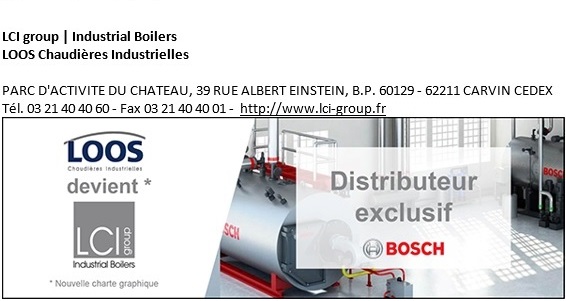 LCI group | Industrial Boilers
LOOS Chaudières Industrielles
PARC D'ACTIVITE DU CHATEAU, 39 RUE ALBERT EINSTEIN, B.P. 60129 - 62211 CARVIN CEDEX
Tél. 03 21 40 40 60 - Fax 03 21 40 40 01 - http://www.lci-group.fr
LOOS
Chaudières Industrielles
devient *
LCI group
Industrial Boilers
* Nouvelle charte graphique
BOSCH
Distributeur
exclusif
BOSCH